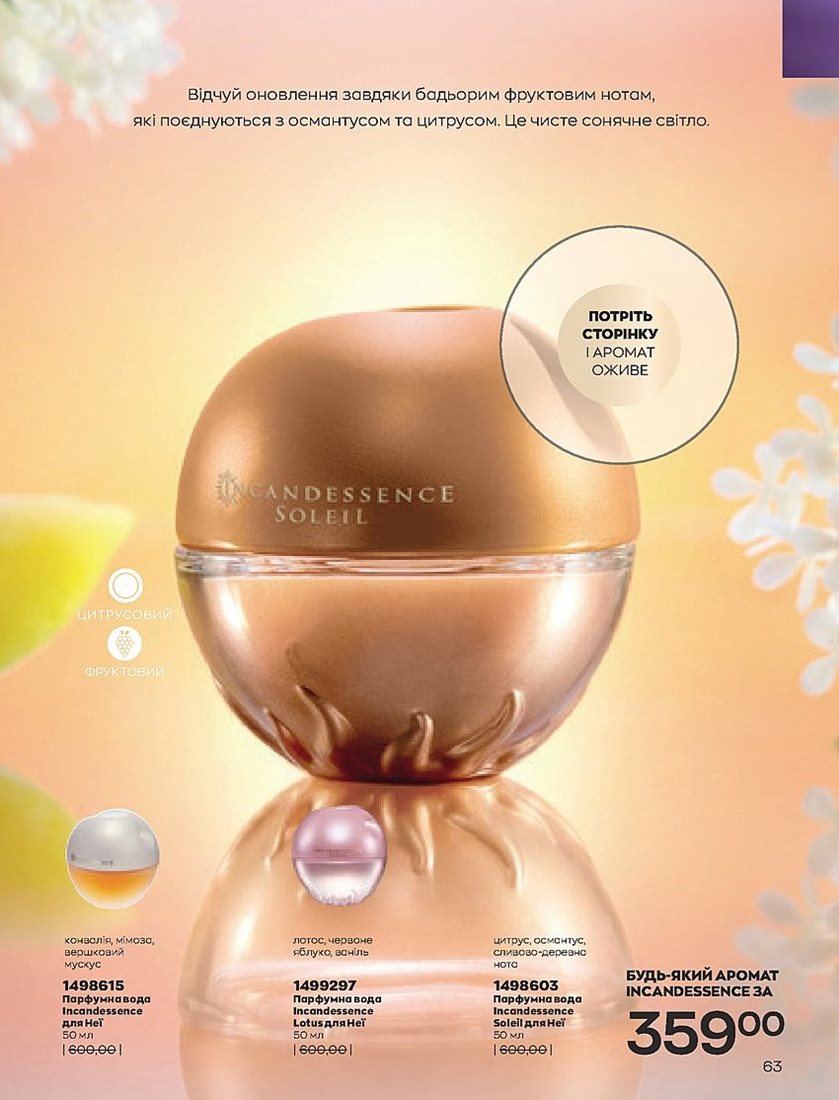 Відчуй оновлення завдяки бадьорим фруктовим нотам,
які поєднуються з османтусом та цитрусом. Це чисте сонячне світло.
ПОТРІТЬ
СТОРІНКУ
І АРОМАТ
ОЖИВЕ
INCANDESSENCE
SOLEIL
ЦИТРУСОВИЙ
ФРУКТОВИЙ
конвалія, мімоза,
вершковий
мускус
1498615
Парфумна вода
Incandessence
для Неї
50 мл
| 600,00 |
лотос, червоне
яблуко, ваніль
1499297
Парфумна вода
Incandessence
Lotus для Неї
50 мл
| 600,00 |
цитрус, османтус,
сливово-деревна
нота
1498603
Парфумна вода
Incandessence
Soleil для Неї
50 мл
| 600,00 |
БУДЬ-ЯКИЙ АРОМАТ
INCANDESSENCE ЗА
35900
63